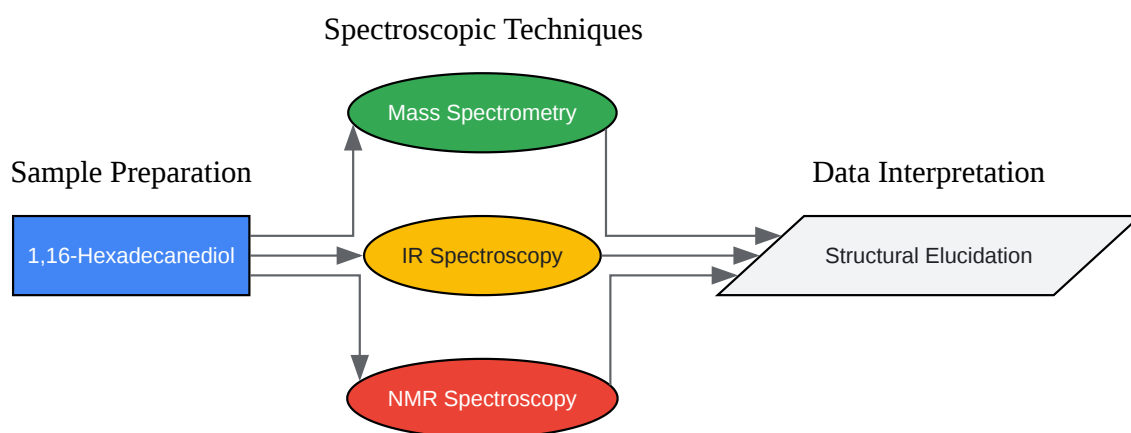 Spectroscopic Techniques
Mass Spectrometry
Sample Preparation
Data Interpretation
1,16-Hexadecanediol
IR Spectroscopy
Structural Elucidation
NMR Spectroscopy